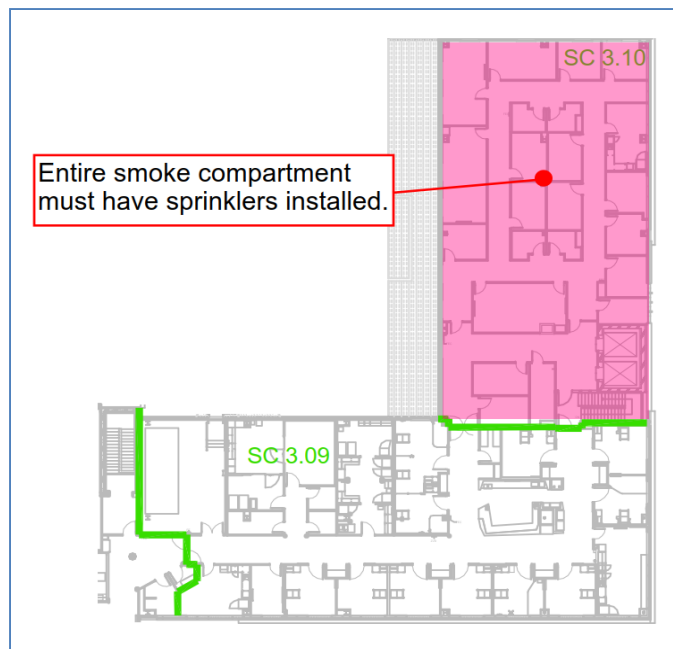 SC 3.10
Entire smoke compartment
must have sprinklers installed.
SC 3.09